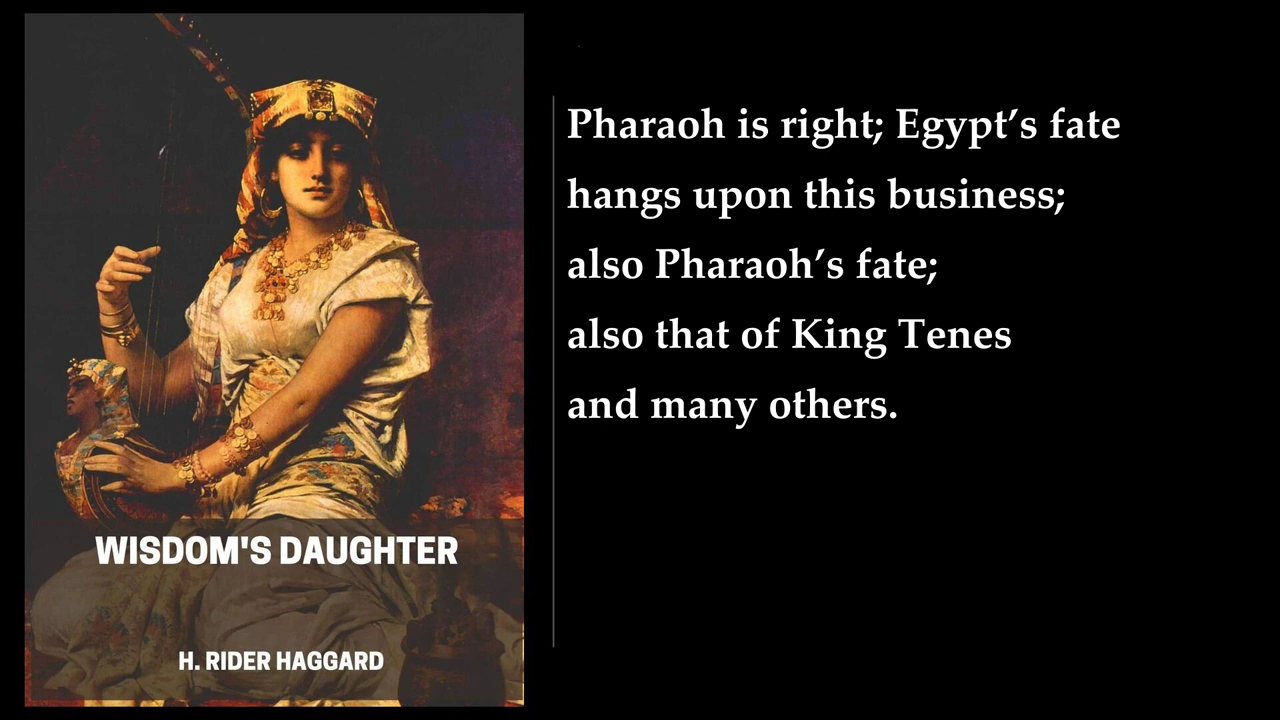 WISDOM'S DAUGHTER
H. RIDER HAGGARD
Pharaoh is right; Egypt’s fate
hangs upon this business;
also Pharaoh’s fate;
also that of King Tenes
and many others.